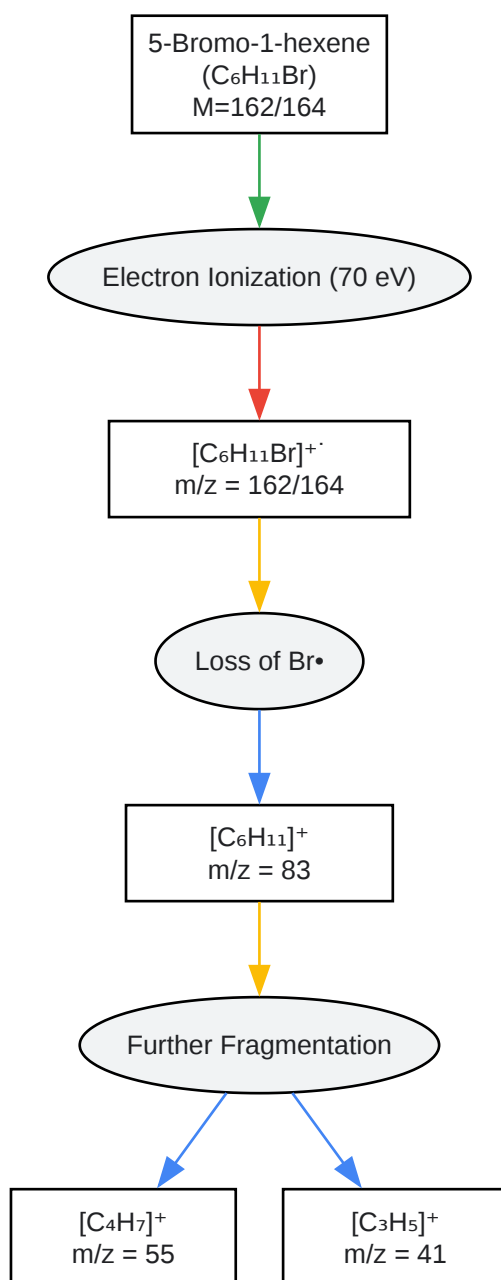 5-Bromo-1-hexene
(C₆H₁₁Br)
M=162/164
Electron Ionization (70 eV)
[C₆H₁₁Br]⁺˙
m/z = 162/164
Loss of Br•
[C₆H₁₁]⁺
m/z = 83
Further Fragmentation
[C₄H₇]⁺
m/z = 55
[C₃H₅]⁺
m/z = 41